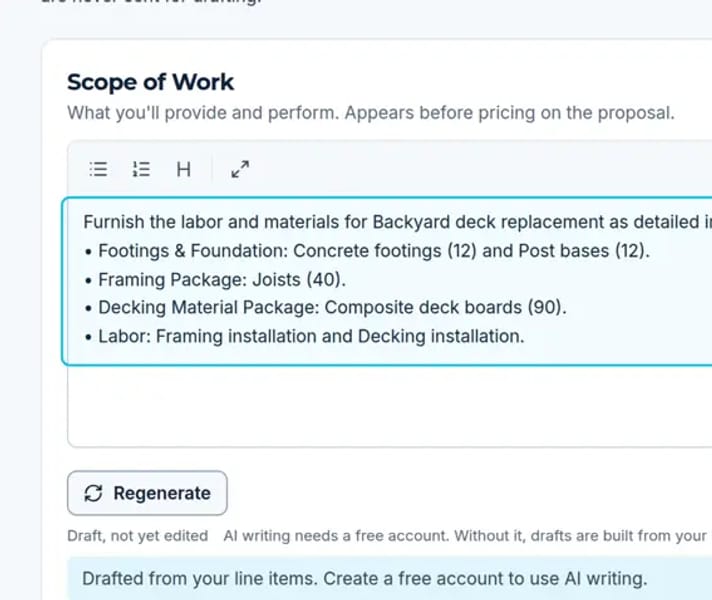 Scope of Work
What you'll provide and perform. Appears before pricing on the proposal.
H
Furnish the labor and materials for Backyard deck replacement as detailed
• Footings & Foundation: Concrete footings (12) and Post bases (12).
• Framing Package: Joists (40).
• Decking Material Package: Composite deck boards (90).
• Labor: Framing installation and Decking installation.
Regenerate
Draft, not yet edited AI writing needs a free account. Without it, drafts are built from your
Drafted from your line items. Create a free account to use AI writing.